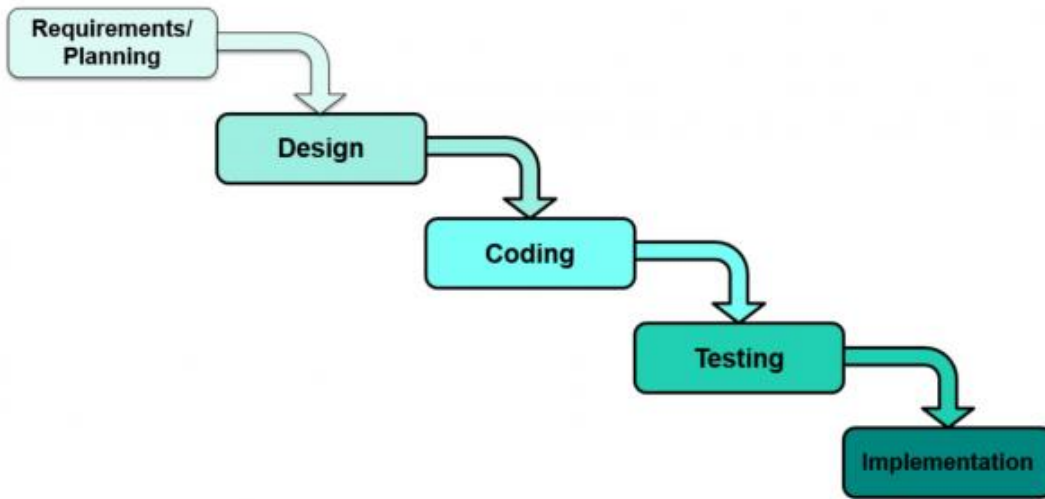 Requirements/
Planning
Design
Coding
Testing
Implementation